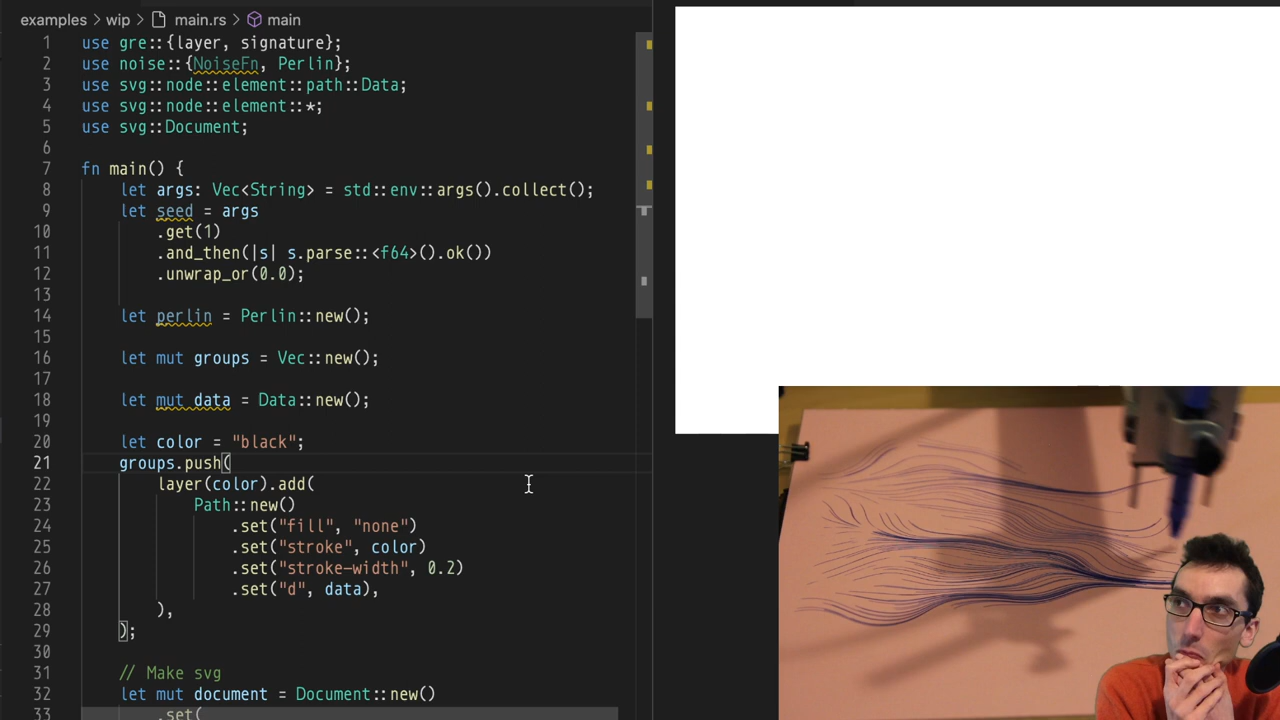 examples > wip > main.rs > main
1 use gre::{layer, signature};
2 use noise::{NoiseFn, Perlin};
3 use svg::node::element::path::Data;
4 use svg::node::element::*;
5 use svg::Document;
6
7 fn main() {
8 let args: Vec<String> = std::env::args().collect();
9 let seed = args
10 .get(1)
11 .and_then(|s| s.parse::<f64>().ok())
12 .unwrap_or(0.0);
13
14 let perlin = Perlin::new();
15
16 let mut groups = Vec::new();
17
18 let mut data = Data::new();
19
20 let color = "black";
21 groups.push(
22 layer(color).add(
23 Path::new()
24 .set("fill", "none")
25 .set("stroke", color)
26 .set("stroke-width", 0.2)
27 .set("d", data),
28 ),
29 );
30
31 // Make svg
32 let mut document = Document::new()
33 .set(